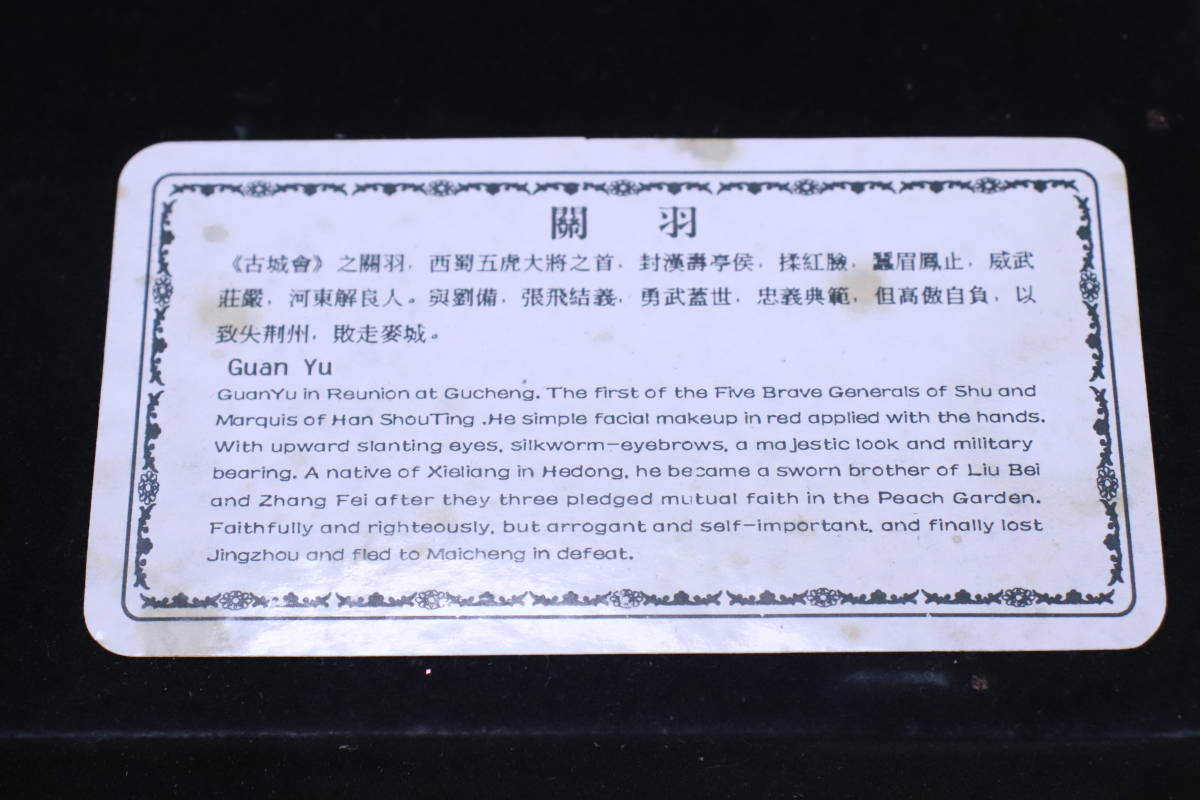 關 羽
《古城會》之關羽，西蜀五虎大將之首，封漢壽亭侯，揉紅臉，蠶眉鳳止，威武
莊嚴，河東解良人。與劉備，張飛結義，勇武蓋世，忠義典範，但高傲自負，以
致失荆州，敗走麥城。
Guan Yu
GuanYu in Reunion at Gucheng. The first of the Five Brave Generals of Shu and
Marquis of Han ShouTing .He simple facial makeup in red applied with the hands.
With upward slanting eyes, silkworm-eyebrows, a majestic look and military
bearing. A native of Xieliang in Hedong, he became a sworn brother of Liu Bei
and Zhang Fei after they three pledged mutual faith in the Peach Garden.
Faithfully and righteously, but arrogant and self-important, and finally lost
Jingzhou and fled to Maicheng in defeat.